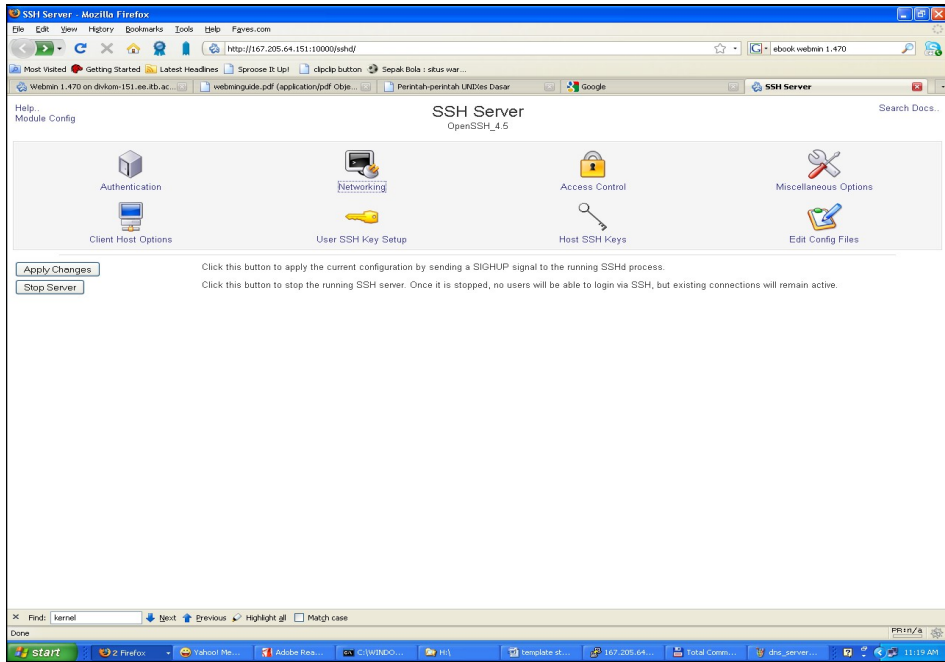 SSH Server - Mozilla Firefox
File Edit View History Bookmarks Tools Help Faves.com
http://167.205.64.151:10000/sshd/
ebook webmin 1.470
Most Visited Getting Started Latest Headlines Sproose It Up! clipclip button Sepak Bola : situs war...
Webmin 1.470 on divkom-151.ee.itb.ac... webminguide.pdf (application/pdf Obje... Perintah-perintah UNIXes Dasar Google SSH Server
Help.. SSH Server Search Docs..
Module Config OpenSSH_4.5
Authentication Networking Access Control Miscellaneous Options
Client Host Options User SSH Key Setup Host SSH Keys Edit Config Files
Apply Changes Click this button to apply the current configuration by sending a SIGHUP signal to the running SSHd process.
Stop Server Click this button to stop the running SSH server. Once it is stopped, no users will be able to login via SSH, but existing connections will remain active.
Find: kernel Next Previous Highlight all Match case
Done PR:n/a
start 2 Firefox Yahoo! Me... Adobe Rea... C:\WINDO... H:\ template st... 167.205.64... Total Comm... dns_server... 11:19 AM